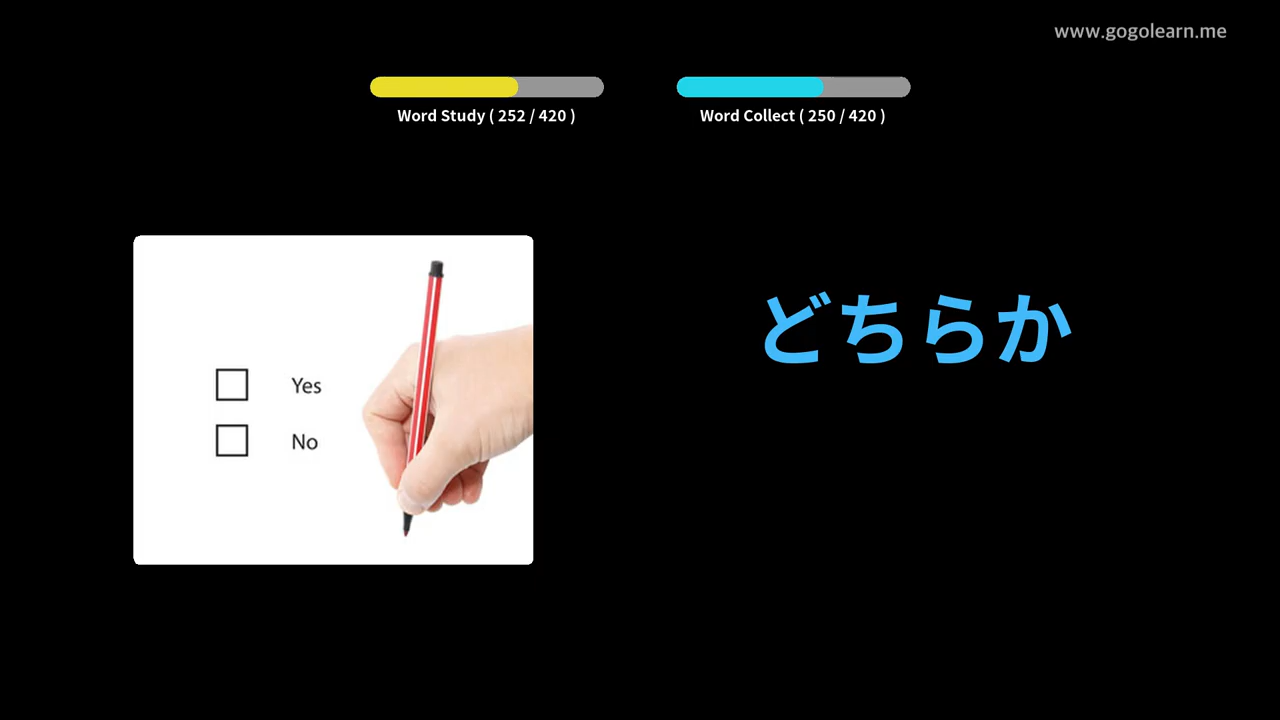 www.gogolearn.me
Word Study ( 252 / 420 )
Word Collect ( 250 / 420 )
どちらか
Yes
No